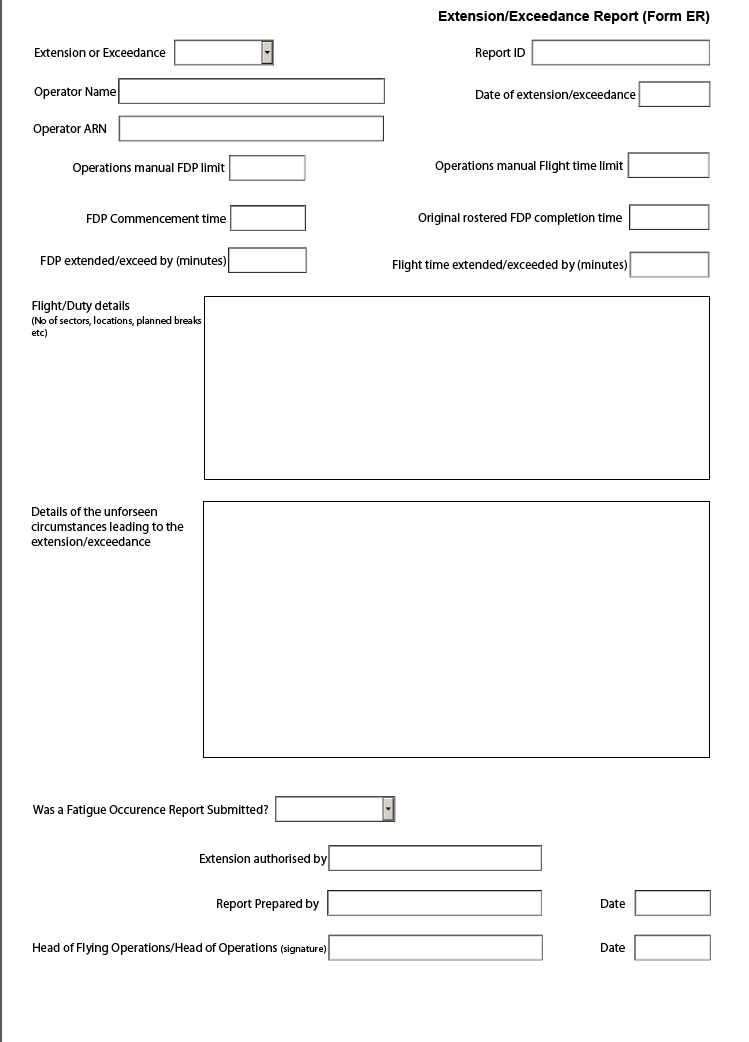 Extension/Exceedance Report (Form ER)
Extension or Exceedance
Report ID
Operator Name
Date of extension/exceedance
Operator ARN
Operations manual FDP limit
Operations manual Flight time limit
FDP Commencement time
Original rostered FDP completion time
FDP extended/exceed by (minutes)
Flight time extended/exceeded by (minutes)
Flight/Duty details
(No of sectors, locations, planned breaks
etc)
Details of the unforseen
circumstances leading to the
extension/exceedance
Was a Fatigue Occurence Report Submitted?
Extension authorised by
Report Prepared by
Date
Head of Flying Operations/Head of Operations (signature)
Date